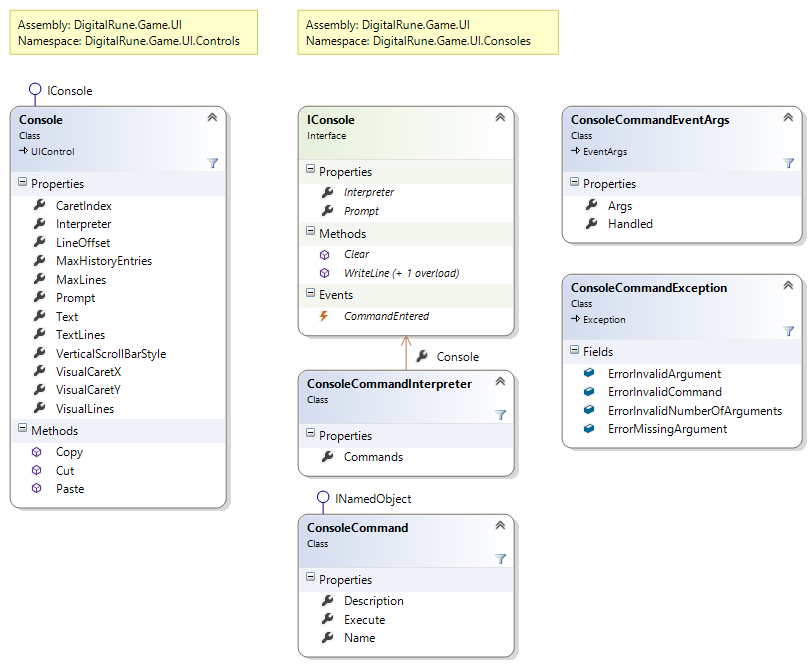 Assembly: DigitalRune.Game.UI
Namespace: DigitalRune.Game.UI.Controls
IConsole
Console
Class
UIControl
Properties
CaretIndex
Interpreter
LineOffset
MaxHistoryEntries
MaxLines
Prompt
Text
TextLines
VerticalScrollBarStyle
VisualCaretX
VisualCaretY
VisualLines
Methods
Copy
Cut
Paste
Assembly: DigitalRune.Game.UI
Namespace: DigitalRune.Game.UI.Consoles
IConsole
Interface
Properties
Interpreter
Prompt
Methods
Clear
WriteLine (+ 1 overload)
Events
CommandEntered
Console
ConsoleCommandInterpreter
Class
Properties
Commands
INamedObject
ConsoleCommand
Class
Properties
Description
Execute
Name
ConsoleCommandEventArgs
Class
EventArgs
Properties
Args
Handled
ConsoleCommandException
Class
Exception
Fields
ErrorInvalidArgument
ErrorInvalidCommand
ErrorInvalidNumberOfArguments
ErrorMissingArgument